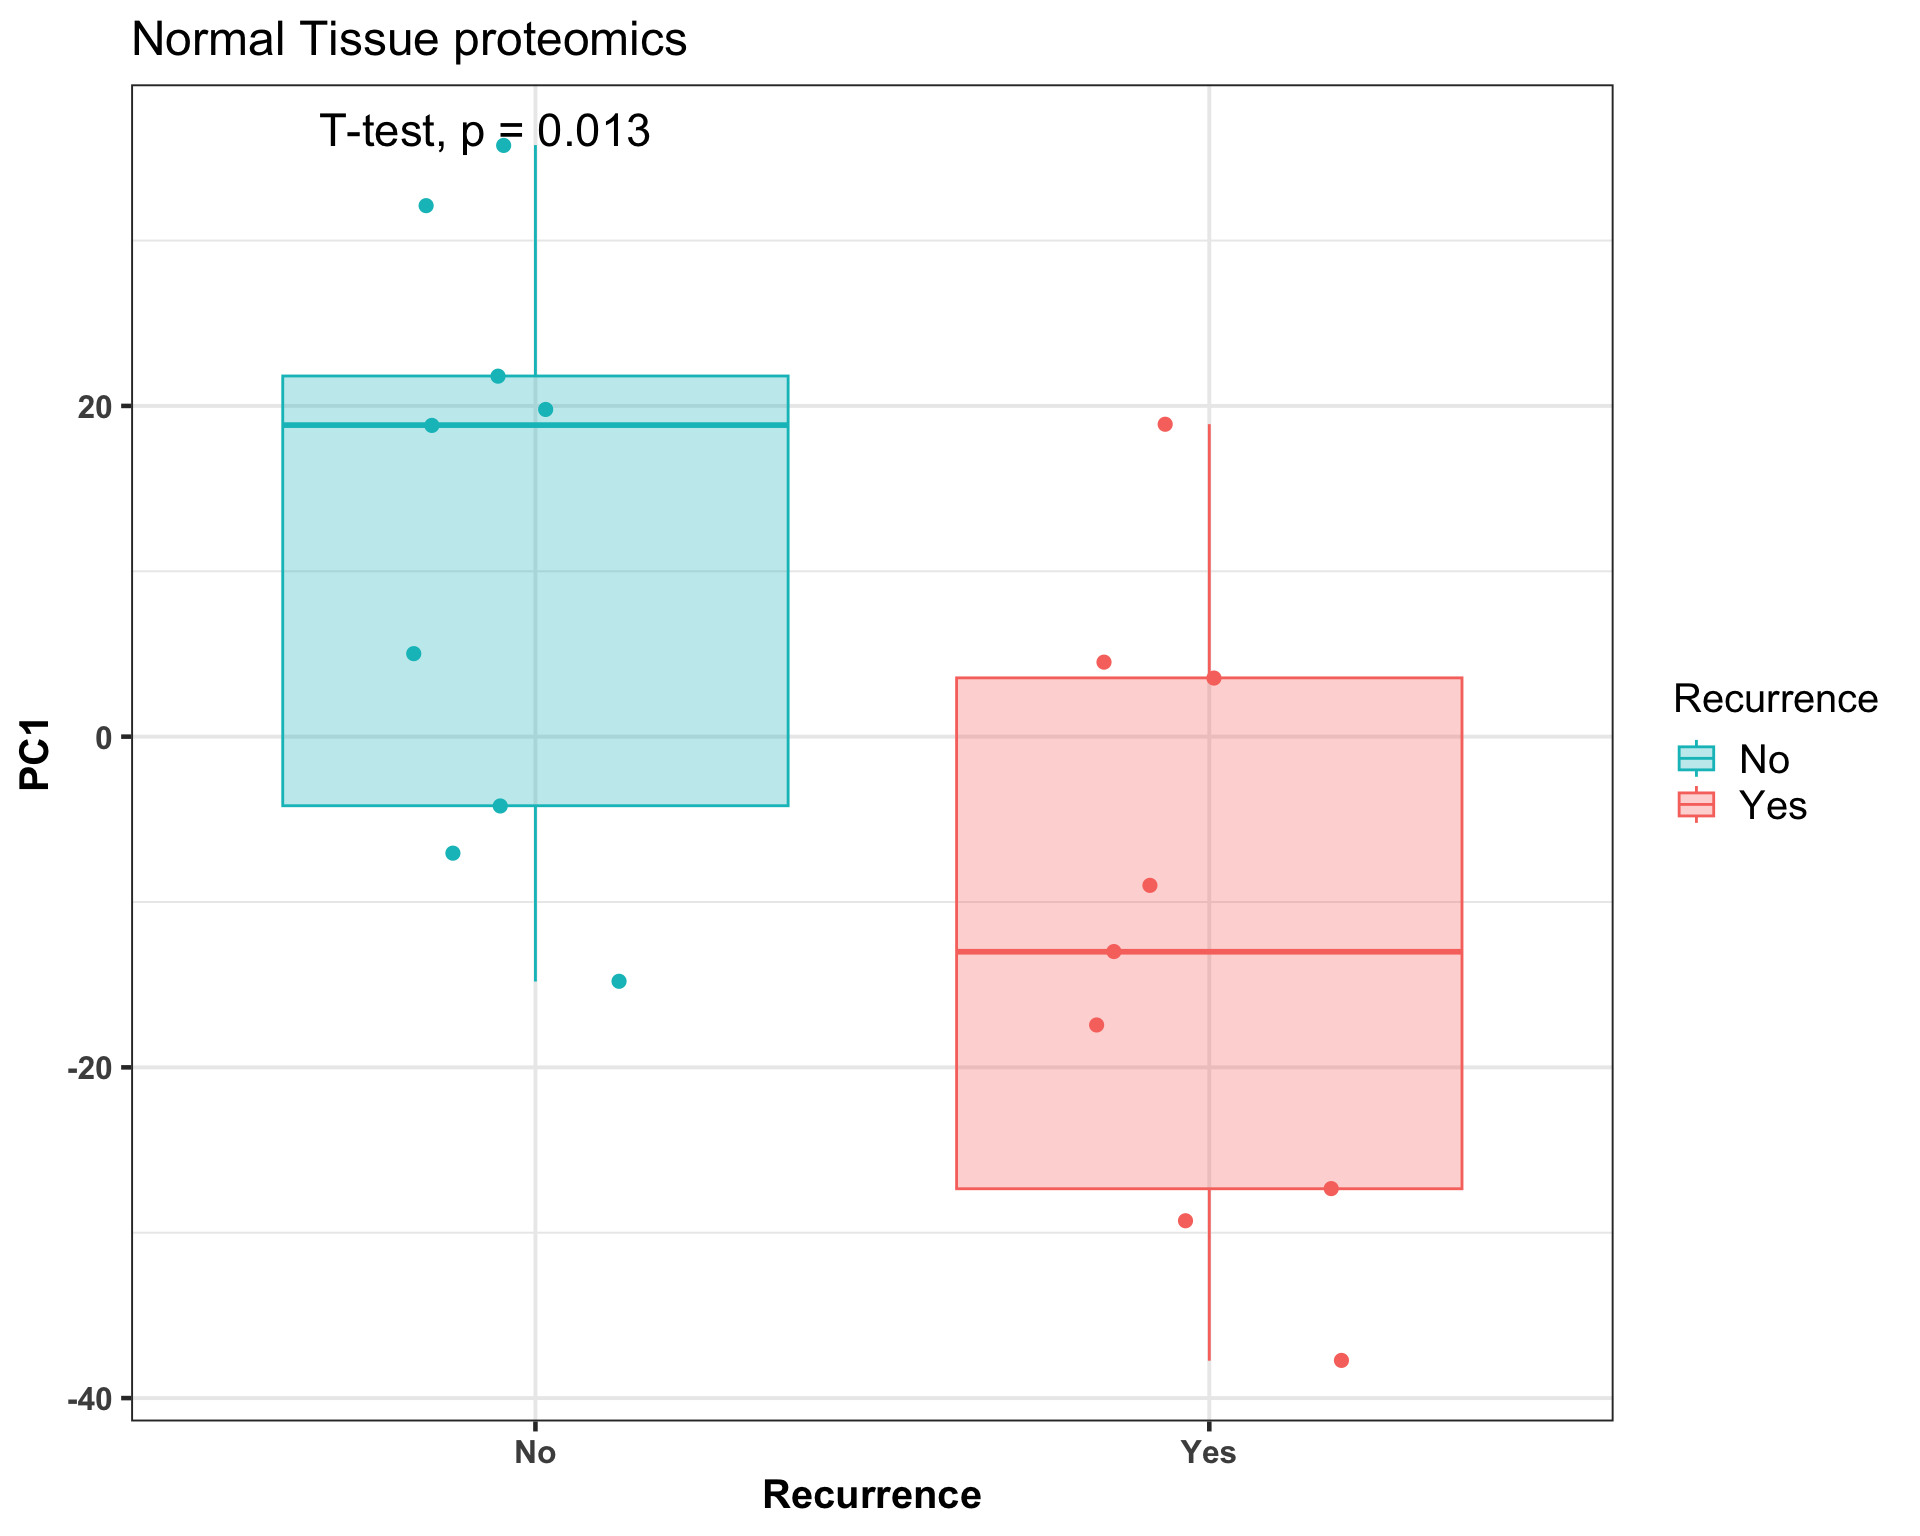 Normal Tissue proteomics
T-test, p = 0.013
20
0
-20
-40
PC1
No
Yes
Recurrence
Recurrence
No
Yes